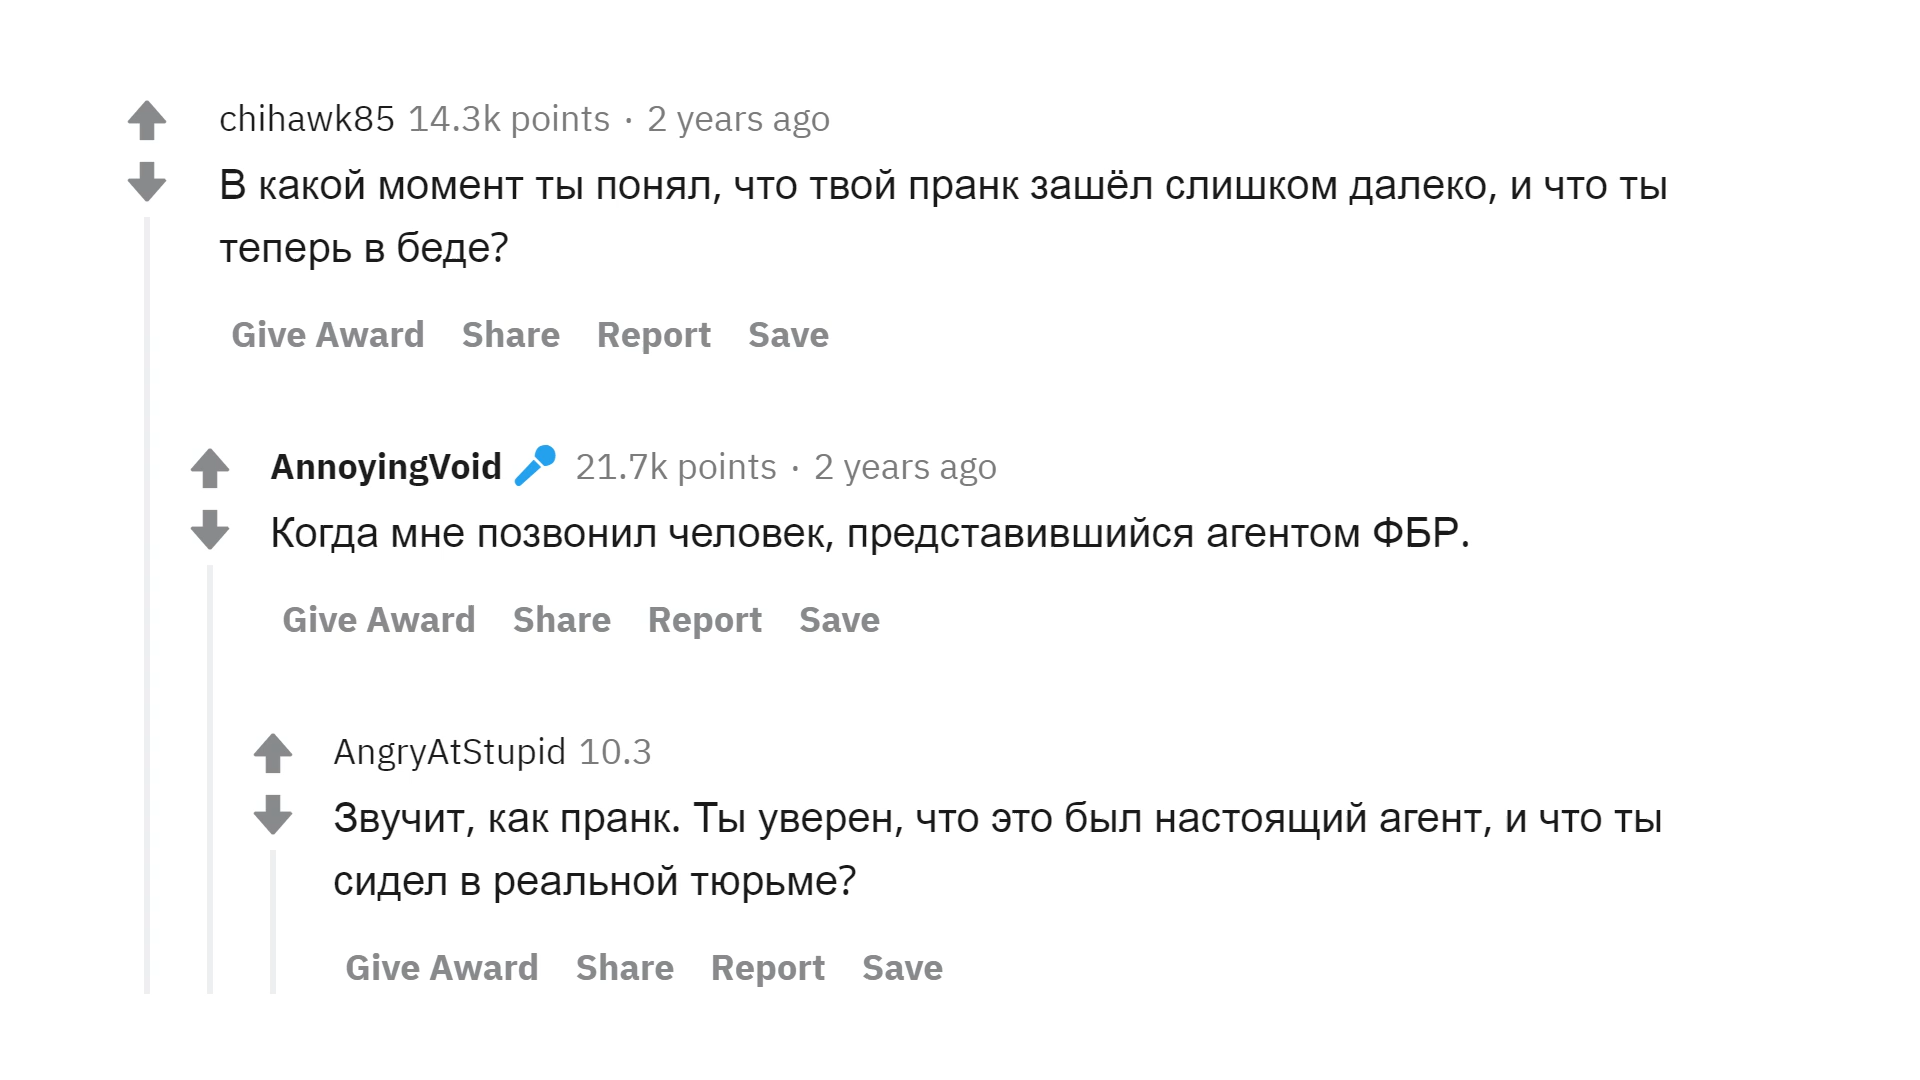 chihawk85 14.3k points · 2 years ago
В какой момент ты понял, что твой пранк зашёл слишком далеко, и что ты
теперь в беде?
Give Award Share Report Save
AnnoyingVoid 21.7k points · 2 years ago
Когда мне позвонил человек, представившийся агентом ФБР.
Give Award Share Report Save
AngryAtStupid 10.3
Звучит, как пранк. Ты уверен, что это был настоящий агент, и что ты
сидел в реальной тюрьме?
Give Award Share Report Save